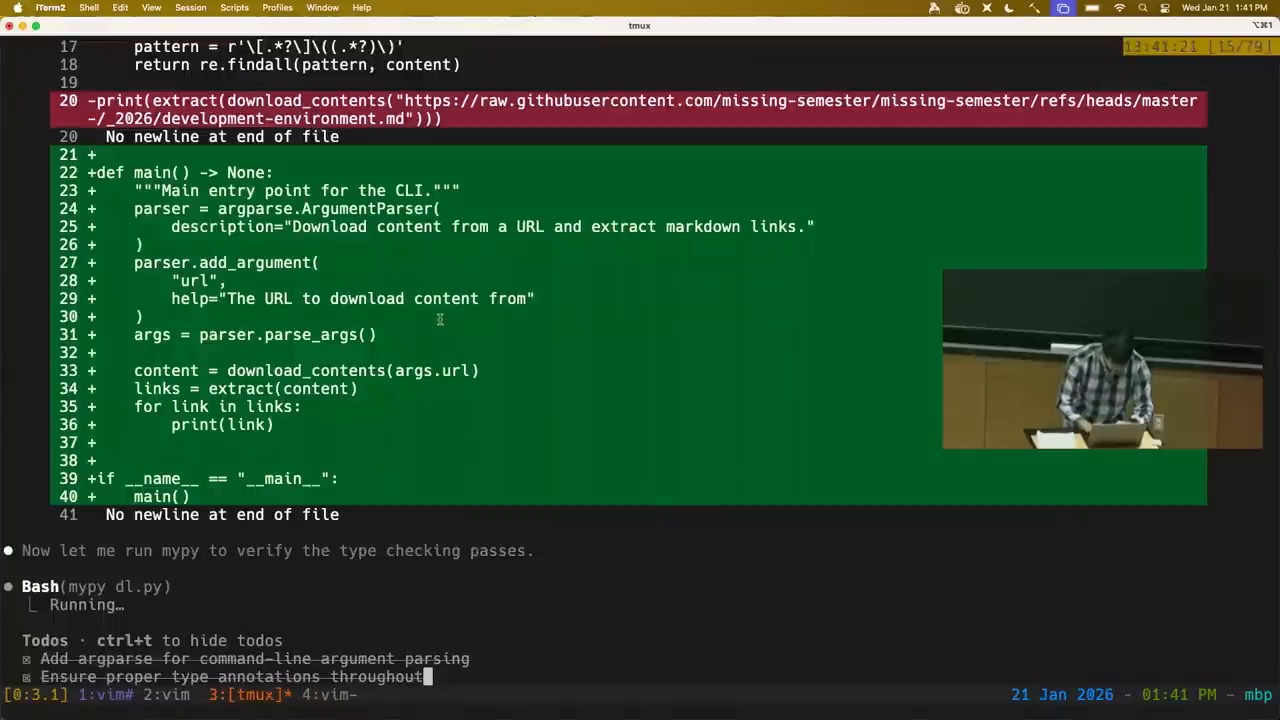 iTerm2 Shell Edit View Session Scripts Profiles Window Help Wed Jan 21 1:41 PM
tmux ⌥⌘1
13:41:21 [15/79]
17 pattern = r'\[.*?\]\((.*?)\)'
18 return re.findall(pattern, content)
19
20 -print(extract(download_contents("https://raw.githubusercontent.com/missing-semester/missing-semester/refs/heads/master
-/_2026/development-environment.md")))
20 No newline at end of file
21 +
22 +def main() -> None:
23 + """Main entry point for the CLI."""
24 + parser = argparse.ArgumentParser(
25 + description="Download content from a URL and extract markdown links."
26 + )
27 + parser.add_argument(
28 + "url",
29 + help="The URL to download content from"
30 + )
31 + args = parser.parse_args()
32 +
33 + content = download_contents(args.url)
34 + links = extract(content)
35 + for link in links:
36 + print(link)
37 +
38 +
39 +if __name__ == "__main__":
40 + main()
41 No newline at end of file
● Now let me run mypy to verify the type checking passes.
● Bash(mypy dl.py)
⎿ Running…
Todos · ctrl+t to hide todos
☒ Add argparse for command-line argument parsing
☒ Ensure proper type annotations throughout
[0:3.1] 1:vim# 2:vim 3:[tmux]* 4:vim- 21 Jan 2026 - 01:41 PM - mbp